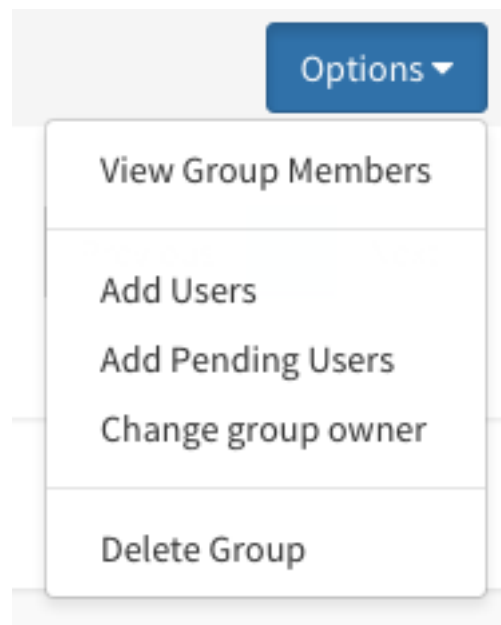 Options
View Group Members
Add Users
Add Pending Users
Change group owner
Delete Group